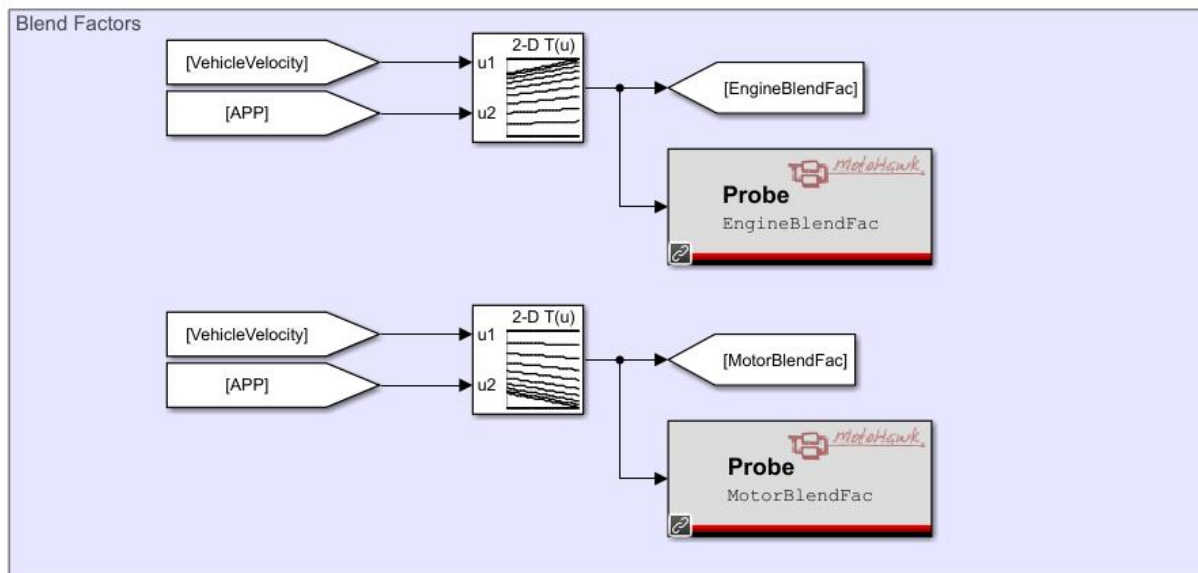 Blend Factors
[VehicleVelocity]
[APP]
2-D T(u)
u1
u2
[EngineBlendFac]
MotoHawk
Probe
EngineBlendFac
[VehicleVelocity]
[APP]
2-D T(u)
u1
u2
[MotorBlendFac]
MotoHawk
Probe
MotorBlendFac